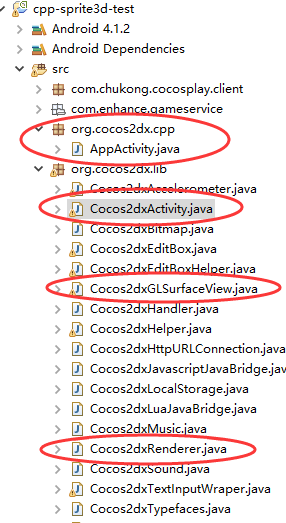 cpp-sprite3d-test
Android 4.1.2
Android Dependencies
src
com.chukong.cocosplay.client
com.enhance.gameservice
org.cocos2dx.cpp
AppActivity.java
org.cocos2dx.lib
Cocos2dxAccelerometer.java
Cocos2dxActivity.java
Cocos2dxBitmap.java
Cocos2dxEditBox.java
Cocos2dxEditBoxHelper.java
Cocos2dxGLSurfaceView.java
Cocos2dxHandler.java
Cocos2dxHelper.java
Cocos2dxHttpURLConnection.java
Cocos2dxJavascriptJavaBridge.java
Cocos2dxLocalStorage.java
Cocos2dxLuaJavaBridge.java
Cocos2dxMusic.java
Cocos2dxRenderer.java
Cocos2dxSound.java
Cocos2dxTextInputWraper.java
Cocos2dxTypefaces.java